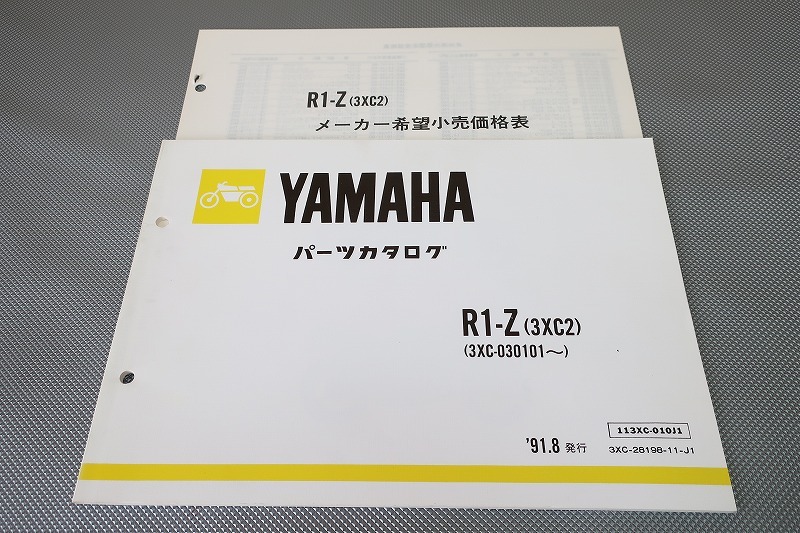 R1-Z (3XC2)
メーカー希望小売価格表
YAMAHA
パーツカタログ
R1-Z (3XC2)
(3XC-030101～)
113XC-010J1
'91.8 発行
3XC-28198-11-J1